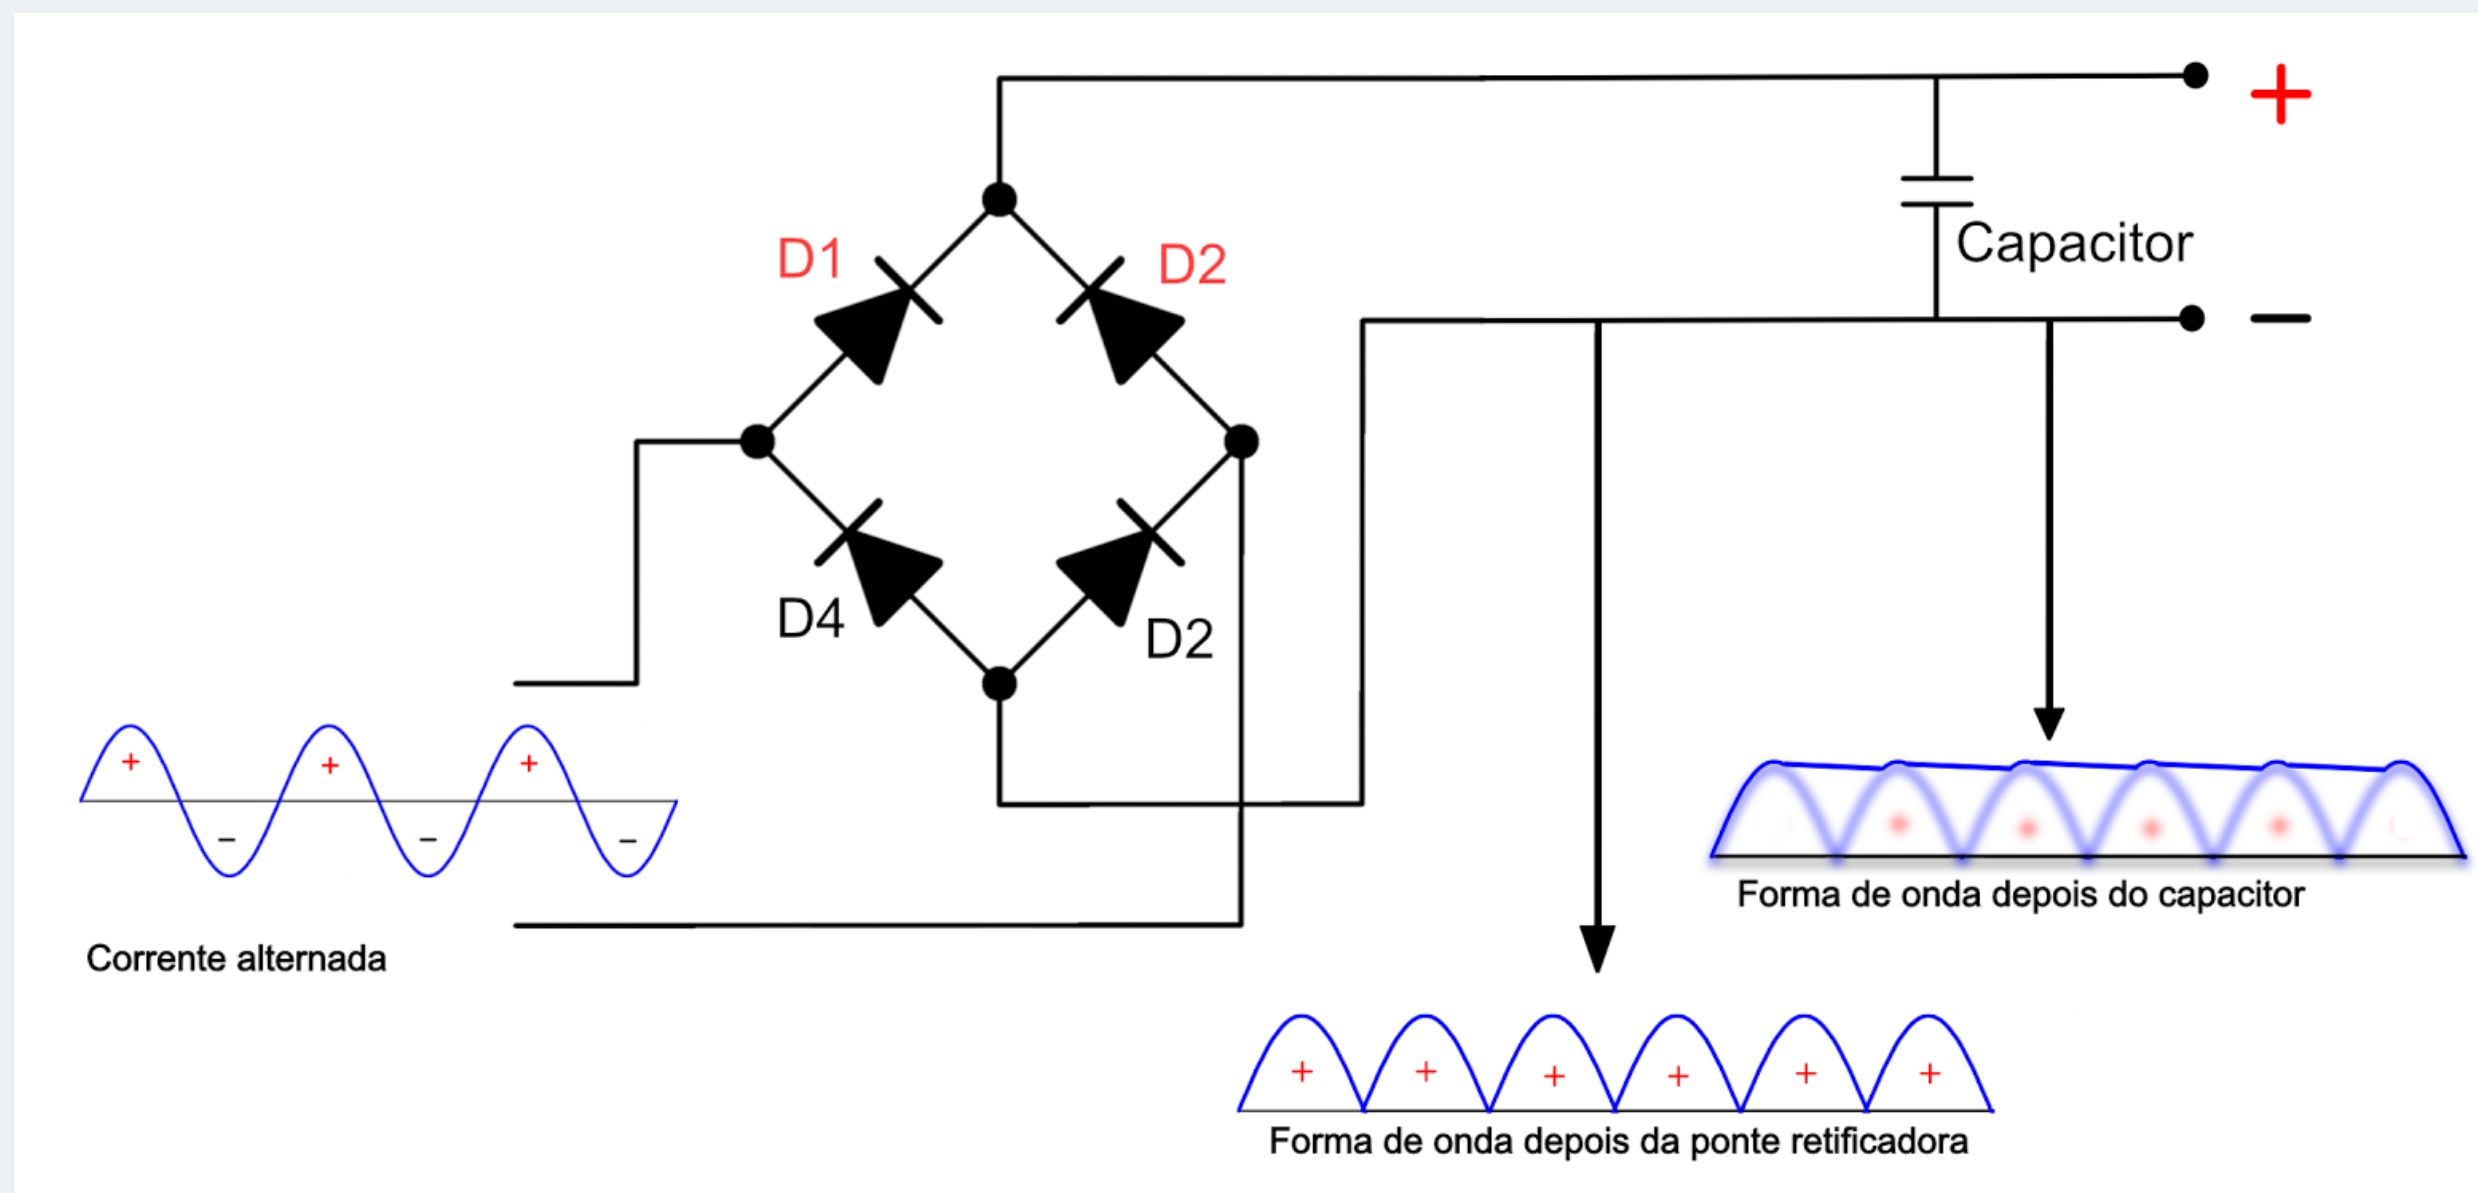 +
D1
D2
Capacitor
−
D4
D2
+
+
+
−
−
−
Corrente alternada
Forma de onda depois do capacitor
+
+
+
+
+
+
Forma de onda depois da ponte retificadora